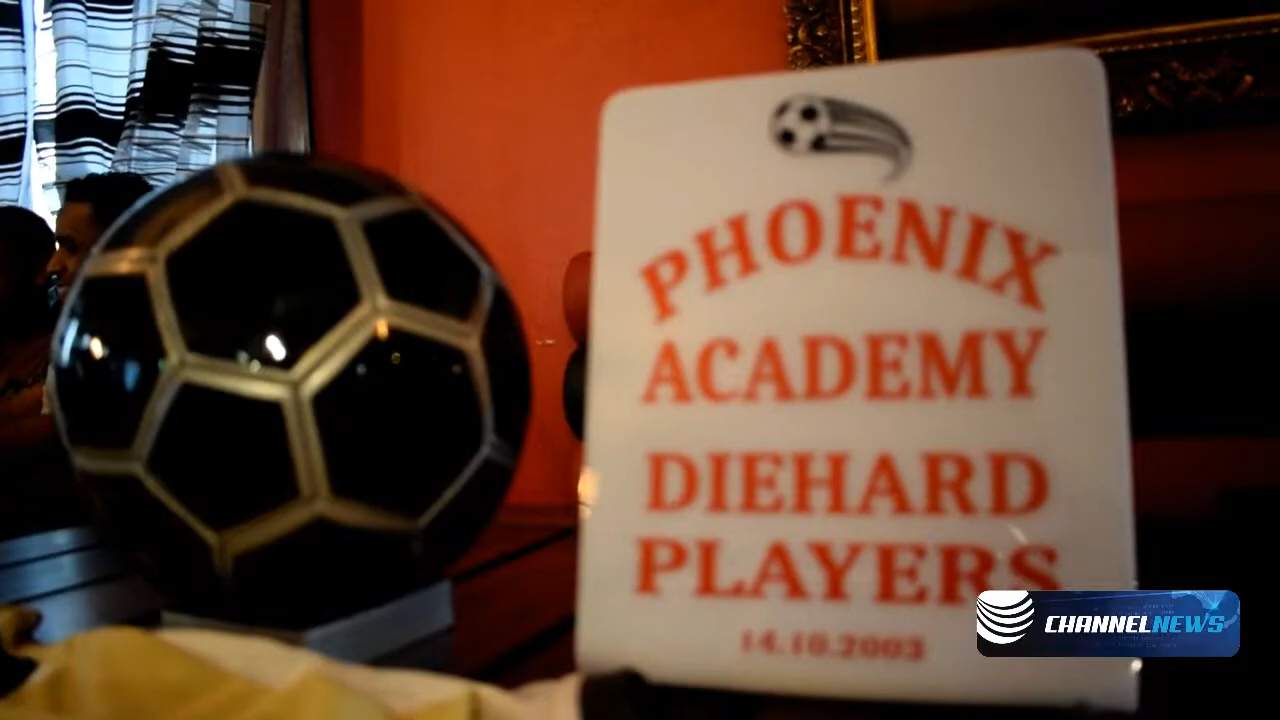 PHOENIX
ACADEMY
DIEHARD
PLAYERS
14.10.2003
CHANNELNEWS